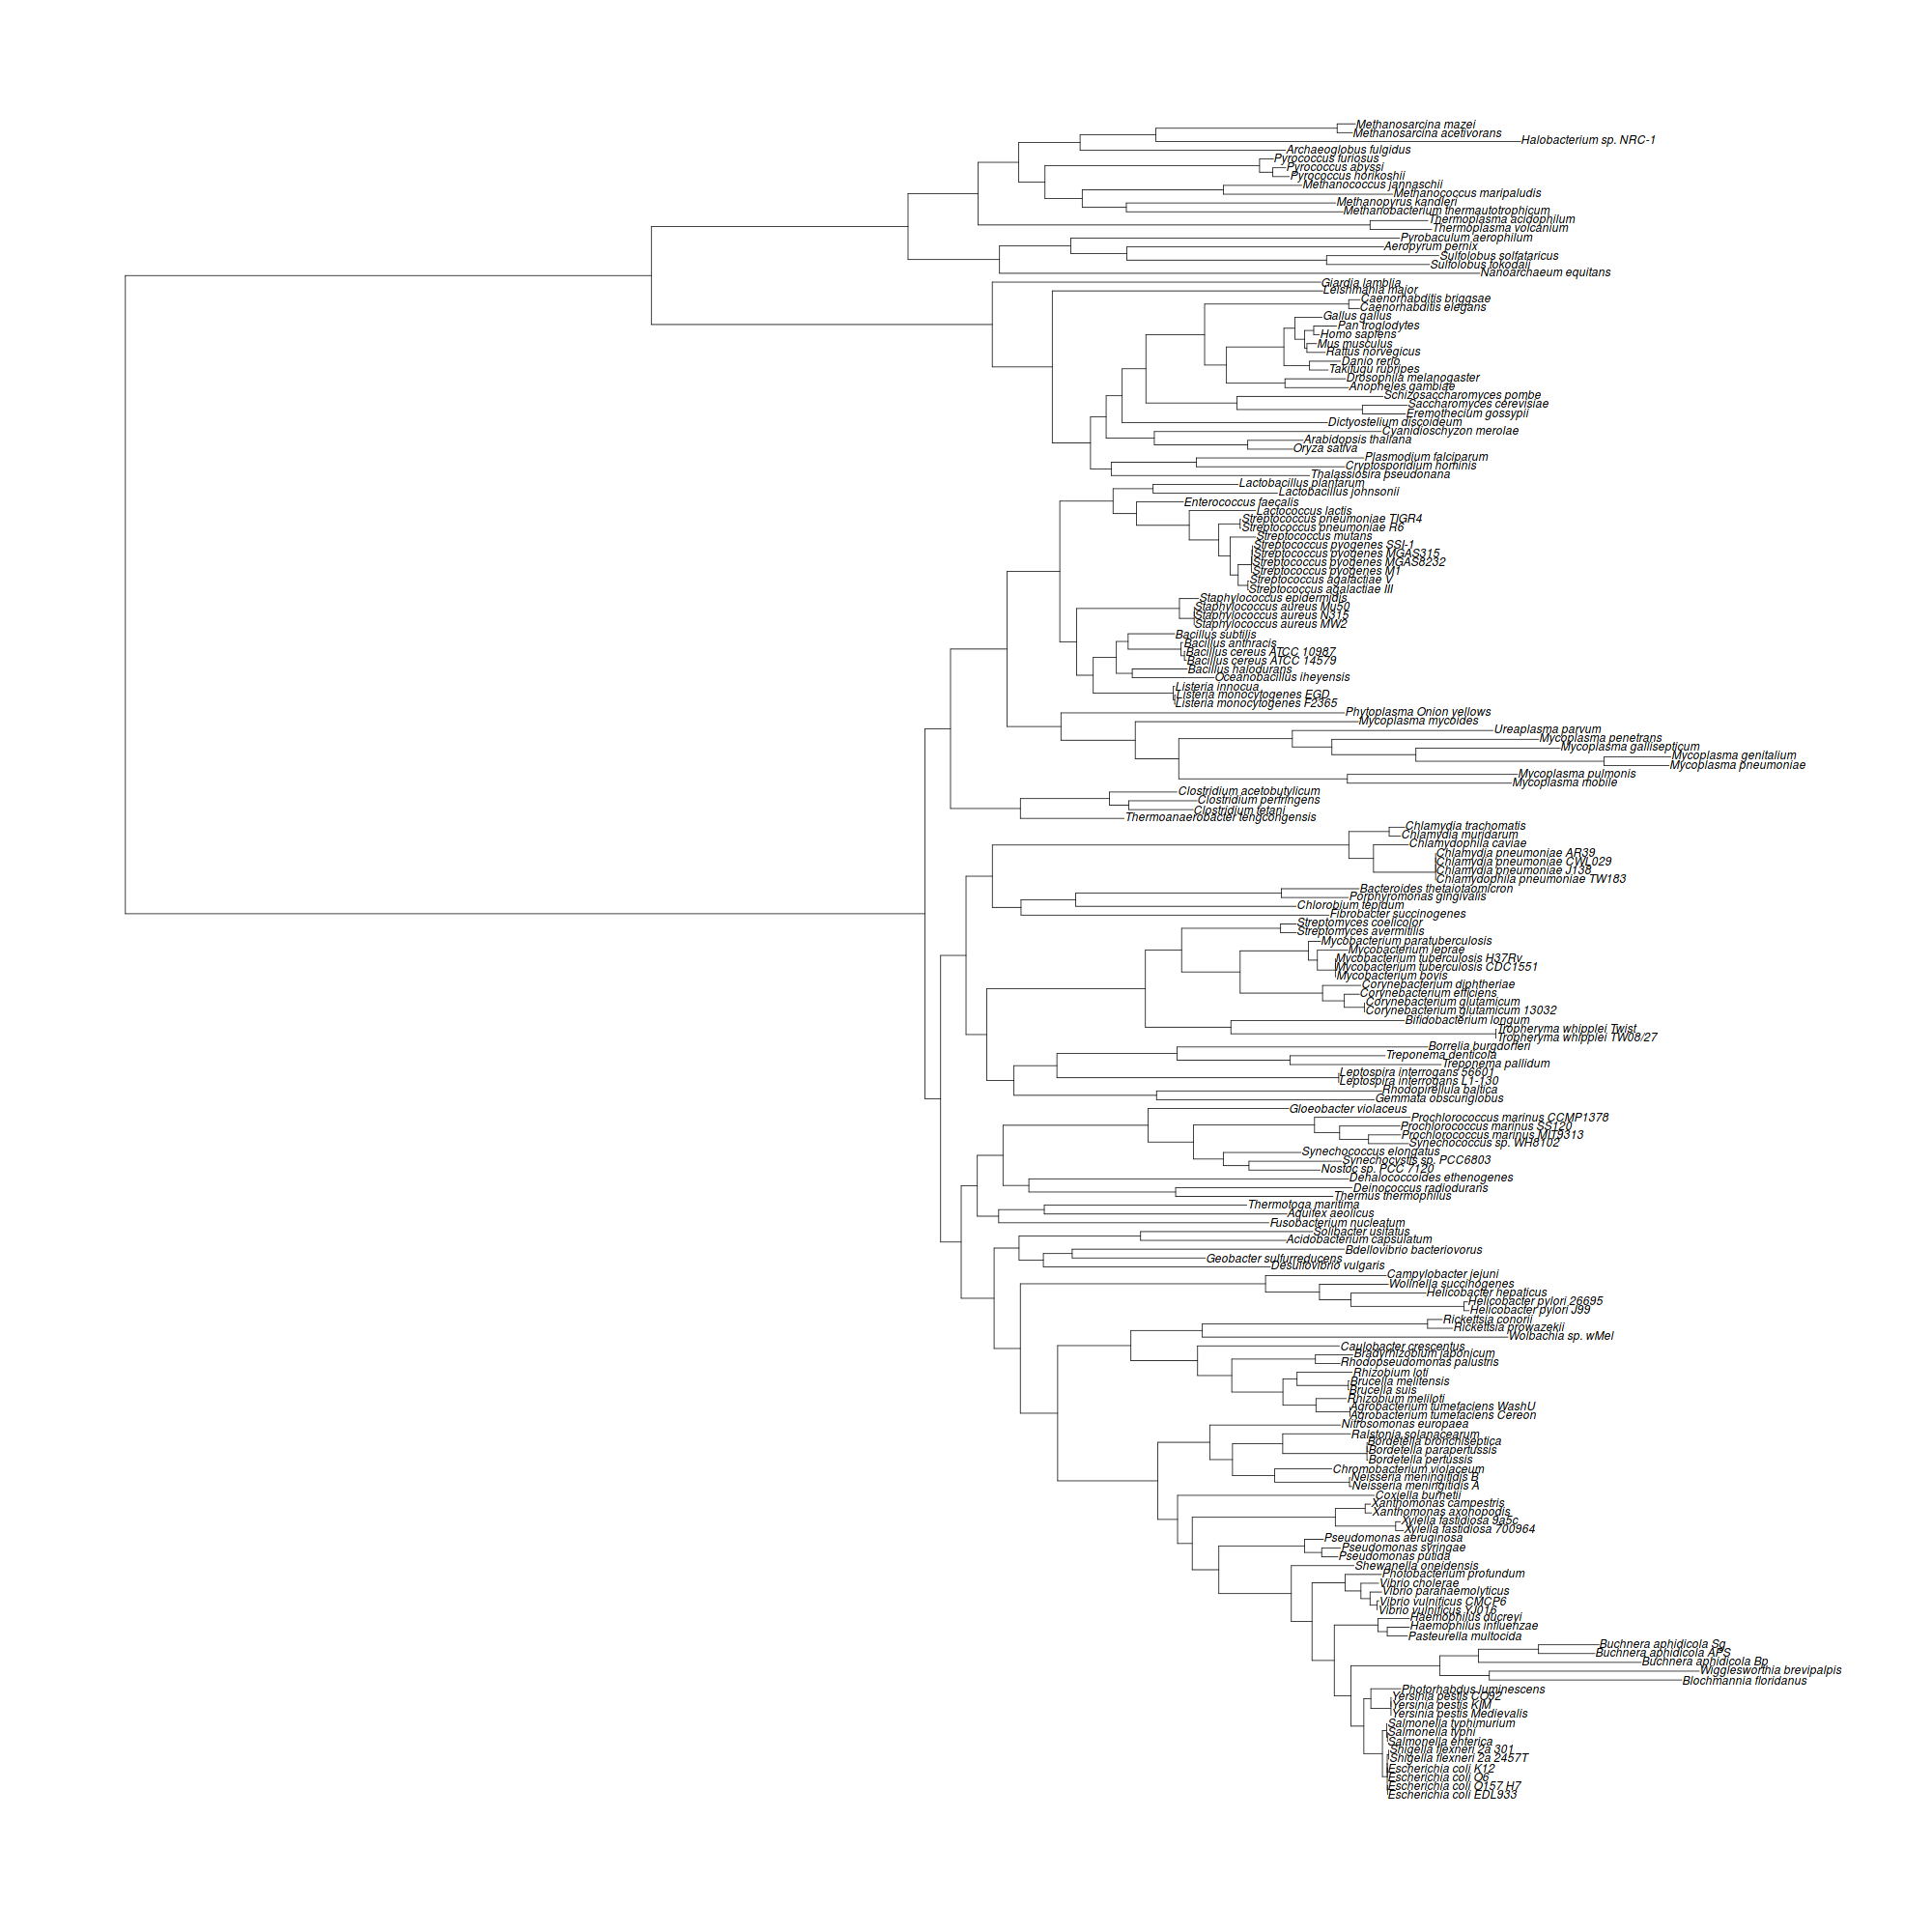 Methanosarcina mazei
Methanosarcina acetivorans
Halobacterium sp. NRC-1
Archaeoglobus fulgidus
Pyrococcus furiosus
Pyrococcus abyssi
Pyrococcus horikoshii
Methanococcus jannaschii
Methanococcus maripaludis
Methanopyrus kandleri
Methanobacterium thermautotrophicum
Thermoplasma acidophilum
Thermoplasma volcanium
Pyrobaculum aerophilum
Aeropyrum pernix
Sulfolobus solfataricus
Sulfolobus tokodaii
Nanoarchaeum equitans
Giardia lamblia
Leishmania major
Caenorhabditis briggsae
Caenorhabditis elegans
Gallus gallus
Pan troglodytes
Homo sapiens
Mus musculus
Rattus norvegicus
Danio rerio
Takifugu rubripes
Drosophila melanogaster
Anopheles gambiae
Schizosaccharomyces pombe
Saccharomyces cerevisiae
Eremothecium gossypii
Dictyostelium discoideum
Cyanidioschyzon merolae
Arabidopsis thaliana
Oryza sativa
Plasmodium falciparum
Cryptosporidium hominis
Thalassiosira pseudonana
Lactobacillus plantarum
Lactobacillus johnsonii
Enterococcus faecalis
Lactococcus lactis
Streptococcus pneumoniae TIGR4
Streptococcus pneumoniae R6
Streptococcus mutans
Streptococcus pyogenes SSI-1
Streptococcus pyogenes MGAS315
Streptococcus pyogenes MGAS8232
Streptococcus pyogenes M1
Streptococcus agalactiae V
Streptococcus agalactiae III
Staphylococcus epidermidis
Staphylococcus aureus Mu50
Staphylococcus aureus N315
Staphylococcus aureus MW2
Bacillus subtilis
Bacillus anthracis
Bacillus cereus ATCC 10987
Bacillus cereus ATCC 14579
Bacillus halodurans
Oceanobacillus iheyensis
Listeria innocua
Listeria monocytogenes EGD
Listeria monocytogenes F2365
Phytoplasma Onion yellows
Mycoplasma mycoides
Ureaplasma parvum
Mycoplasma penetrans
Mycoplasma gallisepticum
Mycoplasma genitalium
Mycoplasma pneumoniae
Mycoplasma pulmonis
Mycoplasma mobile
Clostridium acetobutylicum
Clostridium perfringens
Clostridium tetani
Thermoanaerobacter tengcongensis
Chlamydia trachomatis
Chlamydia muridarum
Chlamydophila caviae
Chlamydia pneumoniae AR39
Chlamydia pneumoniae CWL029
Chlamydia pneumoniae J138
Chlamydophila pneumoniae TW183
Bacteroides thetaiotaomicron
Porphyromonas gingivalis
Chlorobium tepidum
Fibrobacter succinogenes
Streptomyces coelicolor
Streptomyces avermitilis
Mycobacterium paratuberculosis
Mycobacterium leprae
Mycobacterium tuberculosis H37Rv
Mycobacterium tuberculosis CDC1551
Mycobacterium bovis
Corynebacterium diphtheriae
Corynebacterium efficiens
Corynebacterium glutamicum
Corynebacterium glutamicum 13032
Bifidobacterium longum
Tropheryma whipplei Twist
Tropheryma whipplei TW08/27
Borrelia burgdorferi
Treponema denticola
Treponema pallidum
Leptospira interrogans 56601
Leptospira interrogans L1-130
Rhodopirellula baltica
Gemmata obscuriglobus
Gloeobacter violaceus
Prochlorococcus marinus CCMP1378
Prochlorococcus marinus SS120
Prochlorococcus marinus MIT9313
Synechococcus sp. WH8102
Synechococcus elongatus
Synechocystis sp. PCC6803
Nostoc sp. PCC 7120
Dehalococcoides ethenogenes
Deinococcus radiodurans
Thermus thermophilus
Thermotoga maritima
Aquifex aeolicus
Fusobacterium nucleatum
Solibacter usitatus
Acidobacterium capsulatum
Bdellovibrio bacteriovorus
Geobacter sulfurreducens
Desulfovibrio vulgaris
Campylobacter jejuni
Wolinella succinogenes
Helicobacter hepaticus
Helicobacter pylori 26695
Helicobacter pylori J99
Rickettsia conorii
Rickettsia prowazekii
Wolbachia sp. wMel
Caulobacter crescentus
Bradyrhizobium japonicum
Rhodopseudomonas palustris
Rhizobium loti
Brucella melitensis
Brucella suis
Rhizobium meliloti
Agrobacterium tumefaciens WashU
Agrobacterium tumefaciens Cereon
Nitrosomonas europaea
Ralstonia solanacearum
Bordetella bronchiseptica
Bordetella parapertussis
Bordetella pertussis
Chromobacterium violaceum
Neisseria meningitidis B
Neisseria meningitidis A
Coxiella burnetii
Xanthomonas campestris
Xanthomonas axonopodis
Xylella fastidiosa 9a5c
Xylella fastidiosa 700964
Pseudomonas aeruginosa
Pseudomonas syringae
Pseudomonas putida
Shewanella oneidensis
Photobacterium profundum
Vibrio cholerae
Vibrio parahaemolyticus
Vibrio vulnificus CMCP6
Vibrio vulnificus YJ016
Haemophilus ducreyi
Haemophilus influenzae
Pasteurella multocida
Buchnera aphidicola Sg
Buchnera aphidicola APS
Buchnera aphidicola Bp
Wigglesworthia brevipalpis
Blochmannia floridanus
Photorhabdus luminescens
Yersinia pestis CO92
Yersinia pestis KIM
Yersinia pestis Medievalis
Salmonella typhimurium
Salmonella typhi
Salmonella enterica
Shigella flexneri 2a 301
Shigella flexneri 2a 2457T
Escherichia coli K12
Escherichia coli O6
Escherichia coli O157 H7
Escherichia coli EDL933